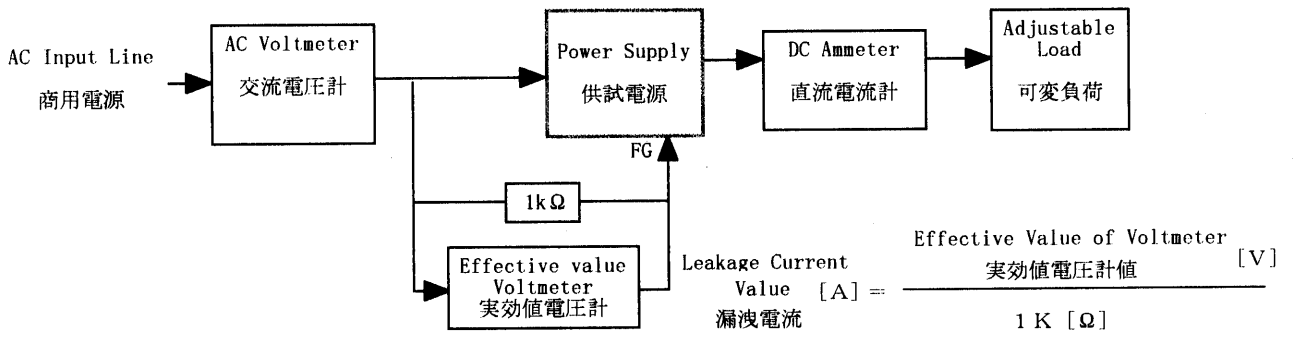 AC Input Line
商用電源
AC Voltmeter
交流電圧計
Power Supply
供試電源
DC Ammeter
直流電流計
Adjustable
Load
可変負荷
FG
1kΩ
Effective value
Voltmeter
実効値電圧計
Leakage Current
Value [A] =
漏洩電流
Effective Value of Voltmeter
実効値電圧計値 [V]
1K [Ω]